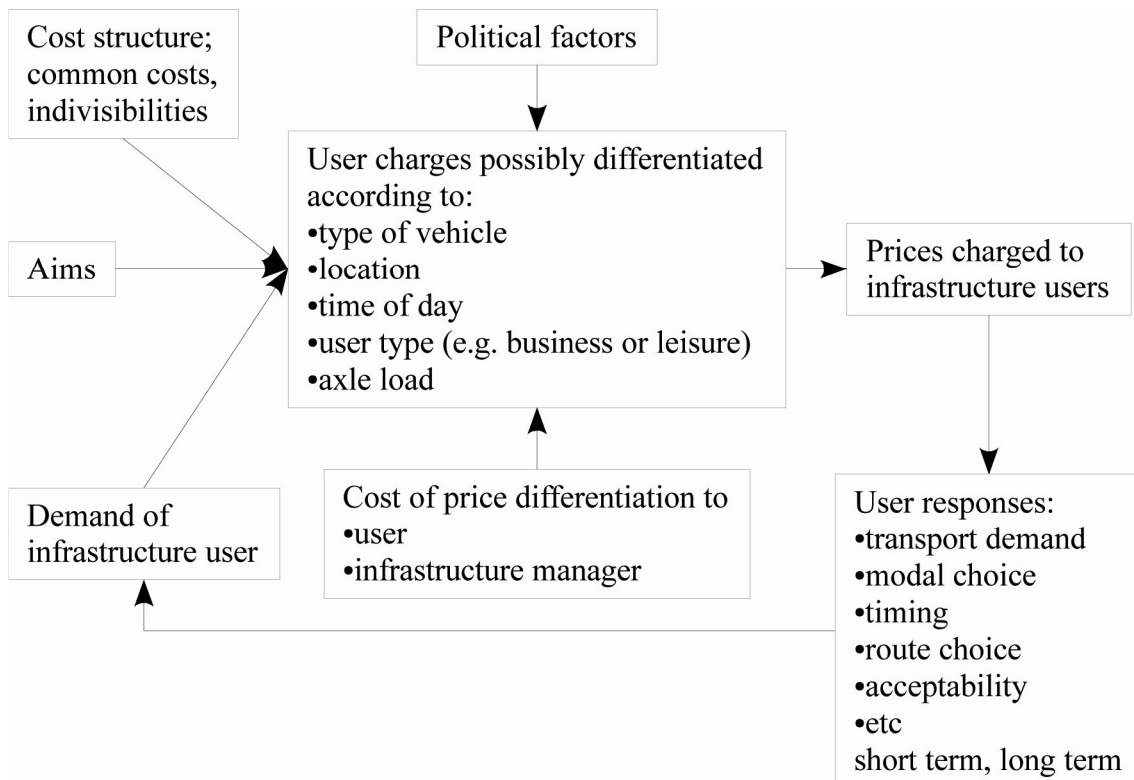 Cost structure;
common costs,
indivisibilities
Political factors
User charges possibly differentiated
according to:
•type of vehicle
•location
•time of day
•user type (e.g. business or leisure)
•axle load
Aims
Prices charged to
infrastructure users
Demand of
infrastructure user
Cost of price differentiation to
•user
•infrastructure manager
User responses:
•transport demand
•modal choice
•timing
•route choice
•acceptability
•etc
short term, long term